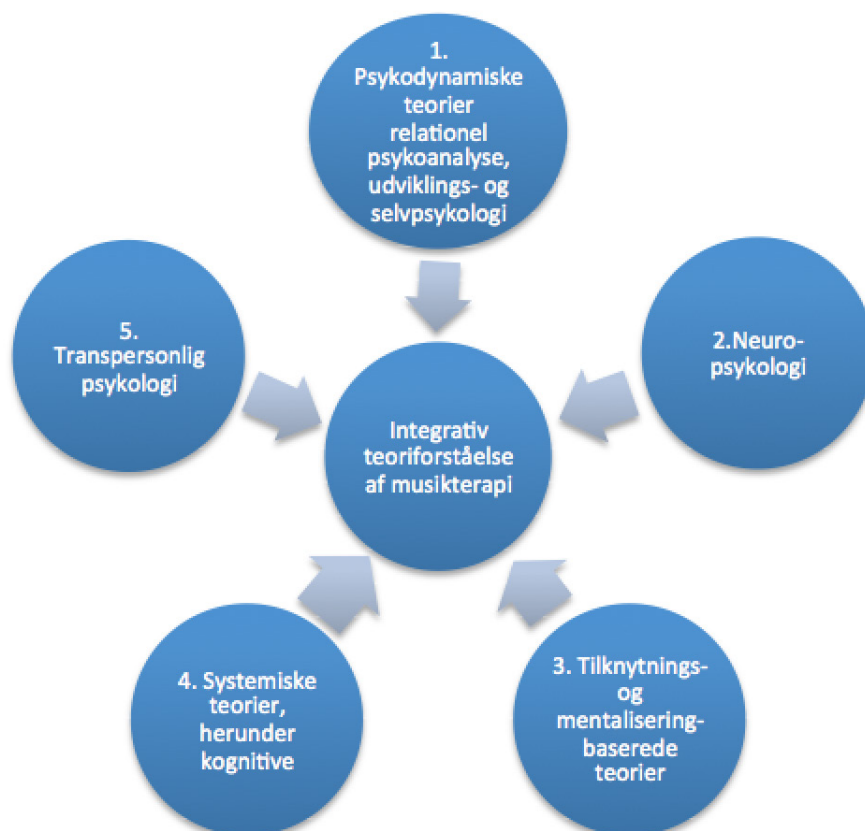 1.
Psykodynamiske
teorier
relationel
psykoanalyse,
udviklings- og
selvpsykologi
2.Neuro-
psykologi
3. Tilknytnings-
og
mentalisering-
baserede
teorier
4. Systemiske
teorier,
herunder
kognitive
5.
Transpersonlig
psykologi
Integrativ
teoriforståelse
af musikterapi